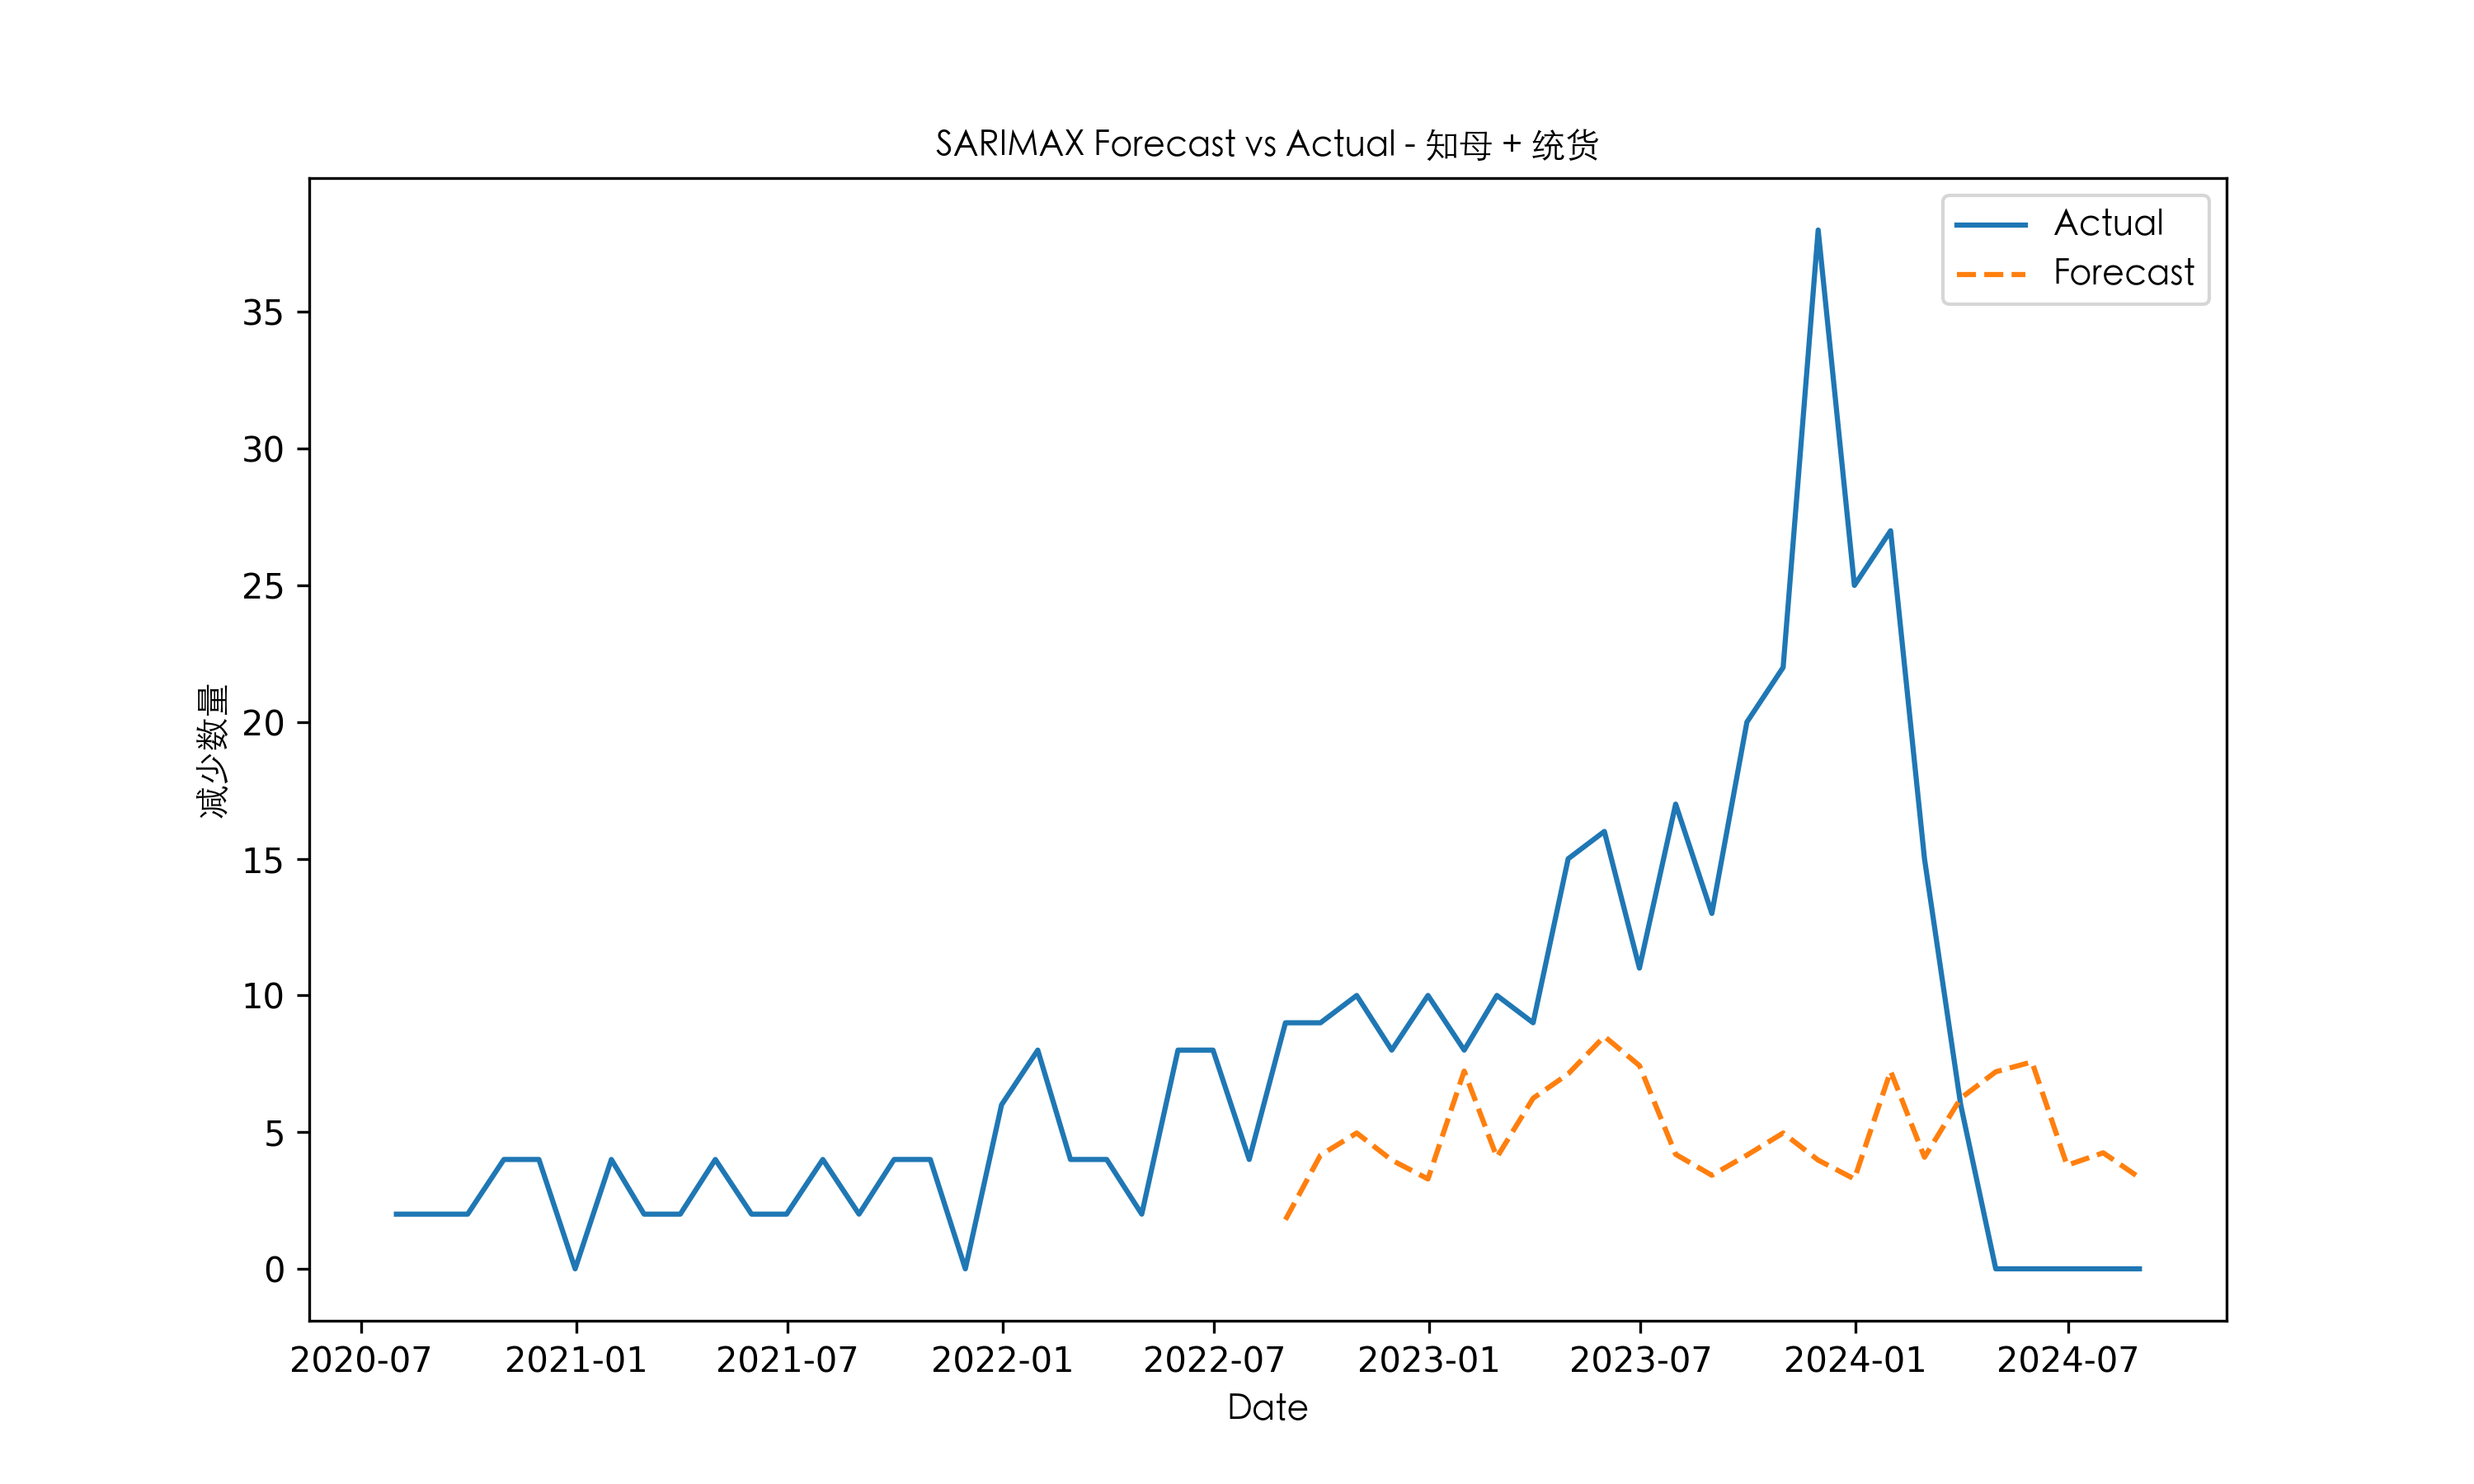 SARIMAX Forecast vs Actual - 知母 + 统货
Actual
Forecast
35
30
25
20
15
10
5
0
减少数量
2020-07 2021-01 2021-07 2022-01 2022-07 2023-01 2023-07 2024-01 2024-07
Date